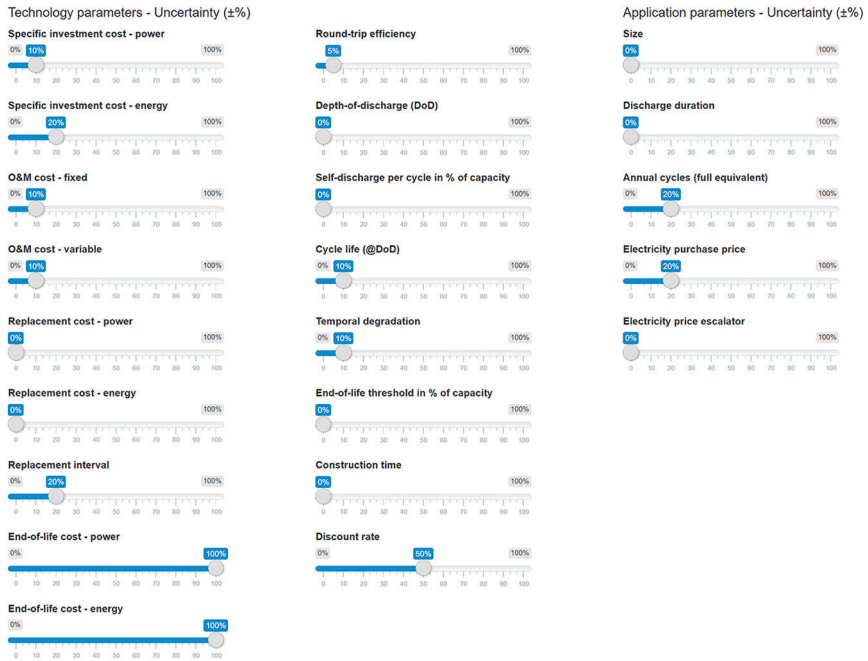 Technology parameters - Uncertainty (±%)
Specific investment cost - power
0% 10% 100%
0 10 20 30 40 50 60 70 80 90 100
Specific investment cost - energy
0% 20% 100%
0 10 20 30 40 50 60 70 80 90 100
O&M cost - fixed
0% 10% 100%
0 10 20 30 40 50 60 70 80 90 100
O&M cost - variable
0% 10% 100%
0 10 20 30 40 50 60 70 80 90 100
Replacement cost - power
0% 100%
0 10 20 30 40 50 60 70 80 90 100
Replacement cost - energy
0% 100%
0 10 20 30 40 50 60 70 80 90 100
Replacement interval
0% 20% 100%
0 10 20 30 40 50 60 70 80 90 100
End-of-life cost - power
0% 100%
0 10 20 30 40 50 60 70 80 90 100
End-of-life cost - energy
0% 100%
0 10 20 30 40 50 60 70 80 90 100
Round-trip efficiency
5% 100%
0 10 20 30 40 50 60 70 80 90 100
Depth-of-discharge (DoD)
0% 100%
0 10 20 30 40 50 60 70 80 90 100
Self-discharge per cycle in % of capacity
0% 100%
0 10 20 30 40 50 60 70 80 90 100
Cycle life (@DoD)
0% 10% 100%
0 10 20 30 40 50 60 70 80 90 100
Temporal degradation
0% 10% 100%
0 10 20 30 40 50 60 70 80 90 100
End-of-life threshold in % of capacity
0% 100%
0 10 20 30 40 50 60 70 80 90 100
Construction time
0% 100%
0 10 20 30 40 50 60 70 80 90 100
Discount rate
0% 50% 100%
0 10 20 30 40 50 60 70 80 90 100
Application parameters - Uncertainty (±%)
Size
0% 100%
0 10 20 30 40 50 60 70 80 90 100
Discharge duration
0% 100%
0 10 20 30 40 50 60 70 80 90 100
Annual cycles (full equivalent)
0% 20% 100%
0 10 20 30 40 50 60 70 80 90 100
Electricity purchase price
0% 20% 100%
0 10 20 30 40 50 60 70 80 90 100
Electricity price escalator
0% 100%
0 10 20 30 40 50 60 70 80 90 100